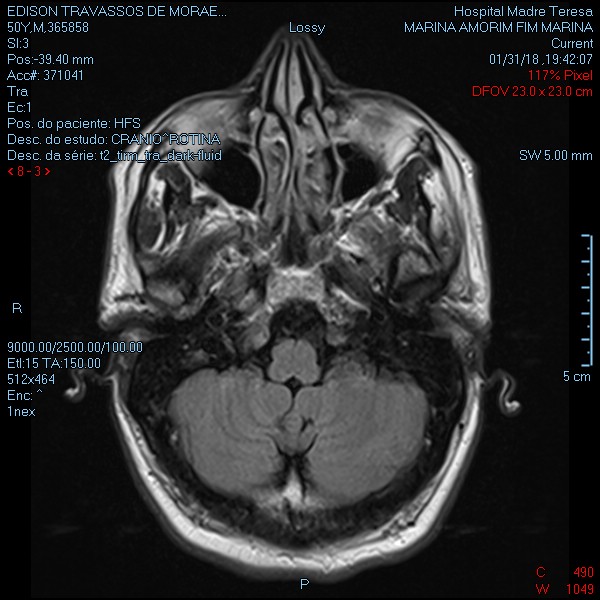 EDISON TRAVASSOS DE MORAE...
50Y,M,365858
Sl:3
Pos:-39.40 mm
Acc#: 371041
Tra
Ec:1
Pos. do paciente: HFS
Desc. do estudo: CRANIO^ROTINA
Desc. da série: t2_tirm_tra_dark-fluid
< 8 - 3 >
Lossy
Hospital Madre Teresa
MARINA AMORIM FIM MARINA
Current
01/31/18 ,19:42:07
117% Pixel
DFOV 23.0 x 23.0 cm
SW 5.00 mm
R
5 cm
9000.00/2500.00/100.00
Etl:15 TA:150.00
512x464
Enc: ^
1nex
P
C 490
W 1049